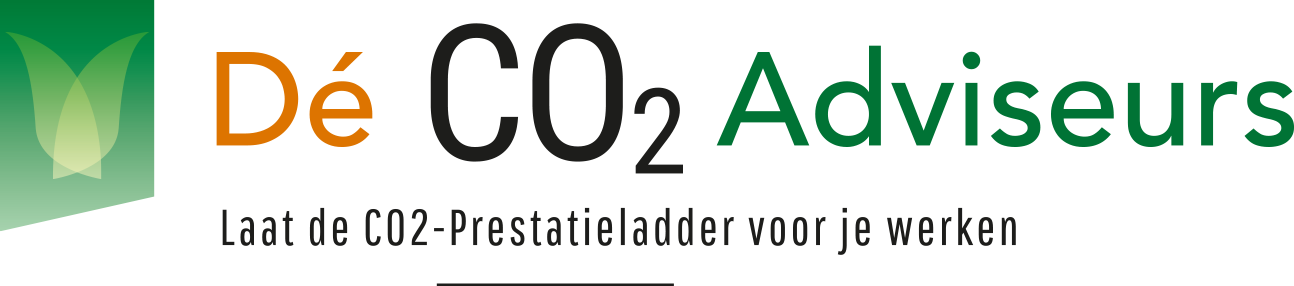 Dé CO₂ Adviseurs
Laat de CO2-Prestatieladder voor je werken